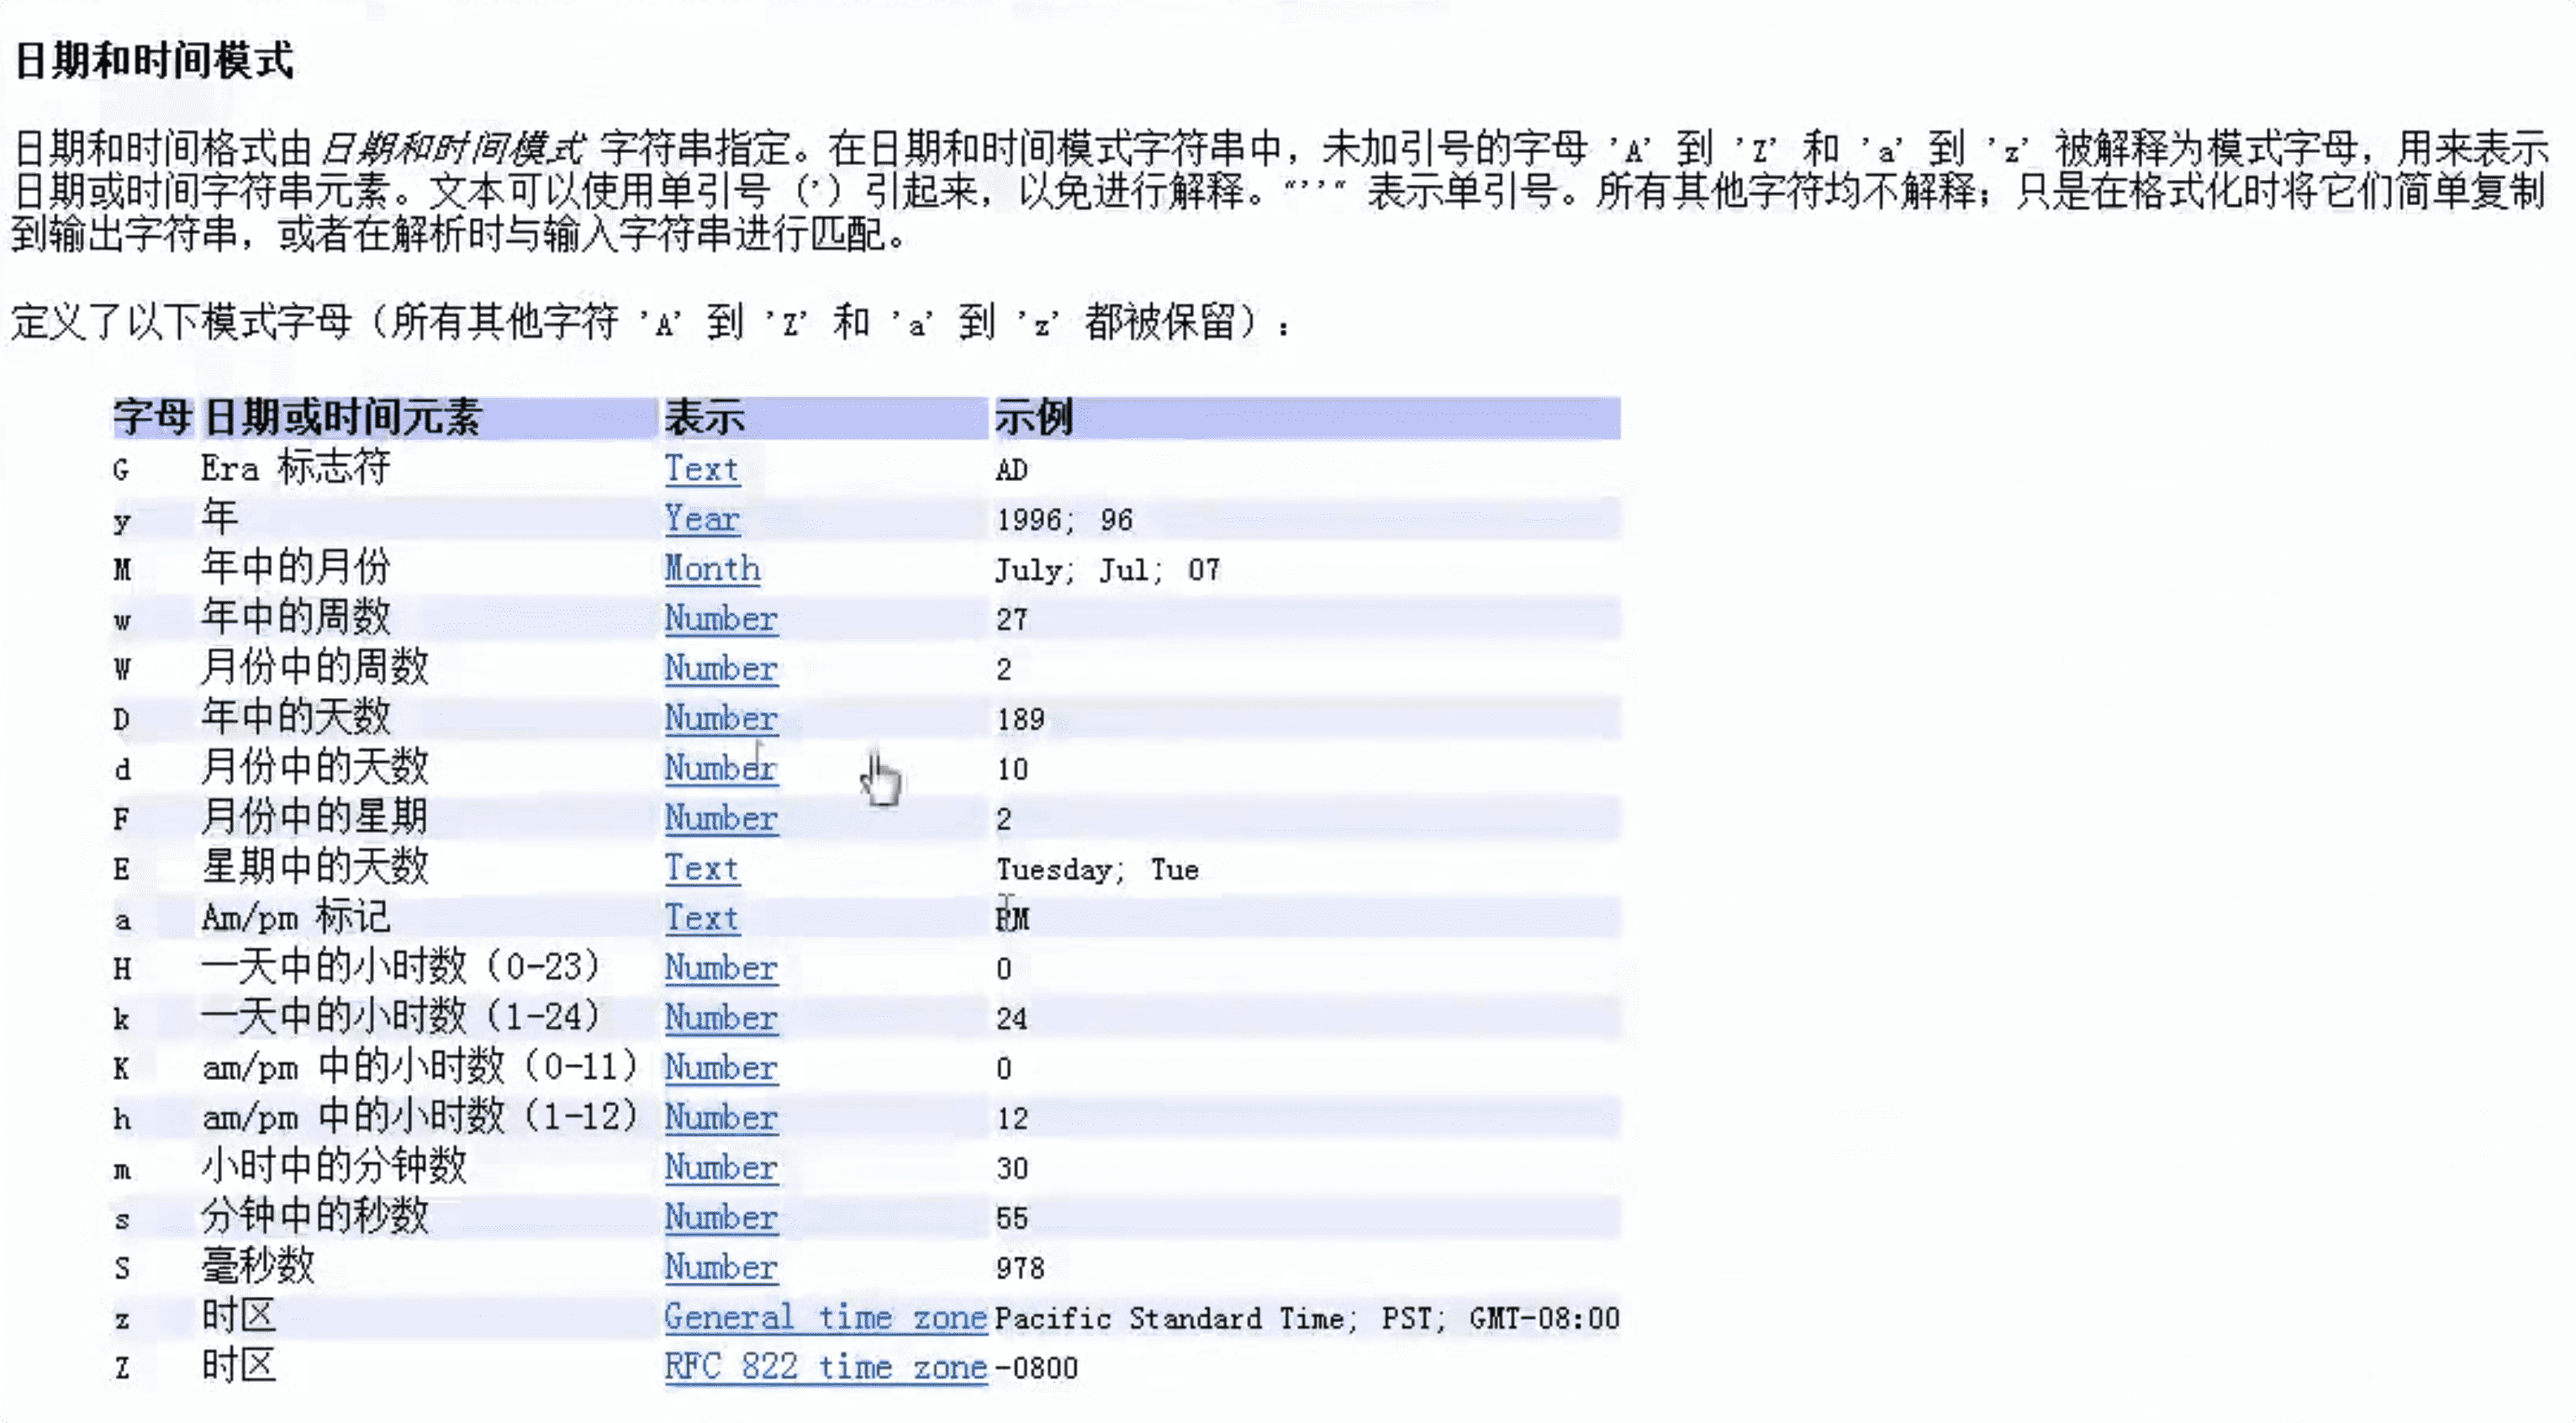 日期和时间模式
日期和时间格式由 日期和时间模式 字符串指定。在日期和时间模式字符串中，未加引号的字母 'A' 到 'Z' 和 'a' 到 'z' 被解释为模式字母，用来表示
日期或时间字符串元素。文本可以使用单引号 (') 引起来，以免进行解释。"''" 表示单引号。所有其他字符均不解释；只是在格式化时将它们简单复制
到输出字符串，或者在解析时与输入字符串进行匹配。
定义了以下模式字母（所有其他字符 'A' 到 'Z' 和 'a' 到 'z' 都被保留）：
字母 日期或时间元素 表示 示例
G Era 标志符 Text AD
y 年 Year 1996; 96
M 年中的月份 Month July; Jul; 07
w 年中的周数 Number 27
W 月份中的周数 Number 2
D 年中的天数 Number 189
d 月份中的天数 Number 10
F 月份中的星期 Number 2
E 星期中的天数 Text Tuesday; Tue
a Am/pm 标记 Text PM
H 一天中的小时数（0-23） Number 0
k 一天中的小时数（1-24） Number 24
K am/pm 中的小时数（0-11） Number 0
h am/pm 中的小时数（1-12） Number 12
m 小时中的分钟数 Number 30
s 分钟中的秒数 Number 55
S 毫秒数 Number 978
z 时区 General time zone Pacific Standard Time; PST; GMT-08:00
Z 时区 RFC 822 time zone -0800